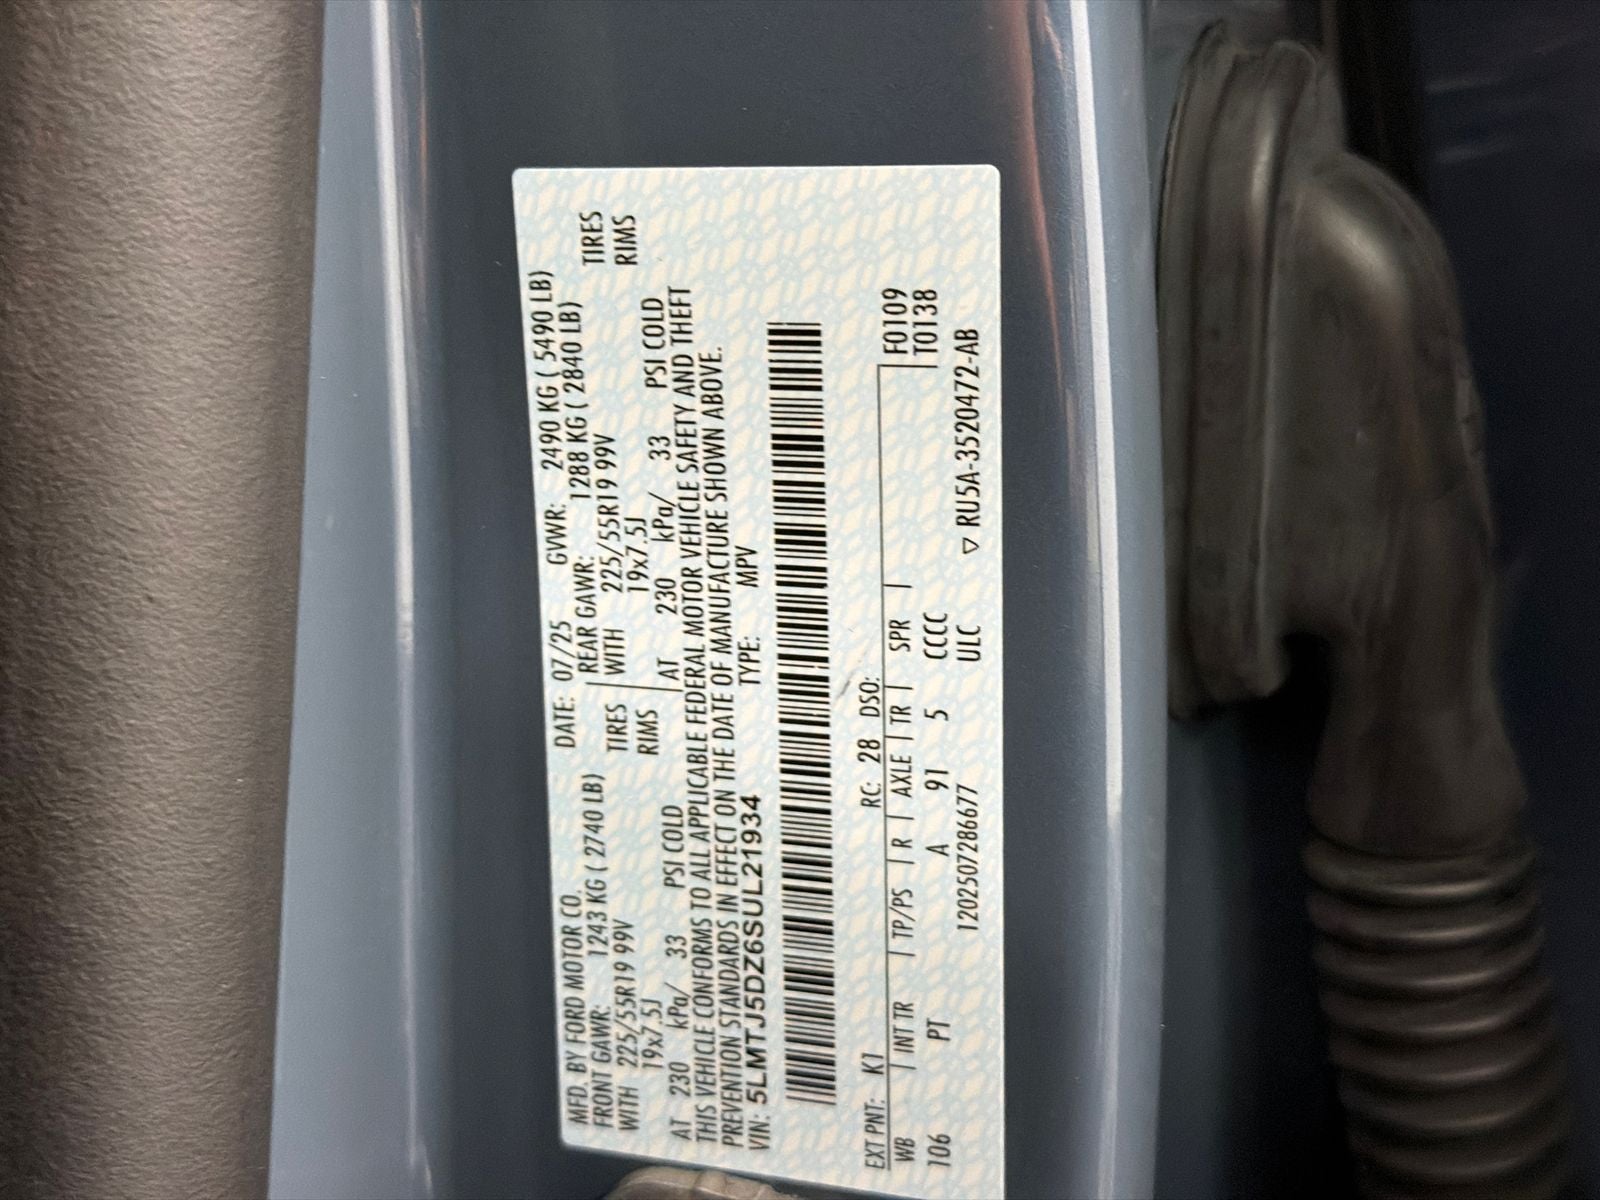 MFD. BY FORD MOTOR CO. DATE: 07/25 GVWR: 2490 KG ( 5490 LB)
FRONT GAWR: 1243 KG ( 2740 LB) REAR GAWR: 1288 KG ( 2840 LB)
WITH 225/55R19 99V TIRES WITH 225/55R19 99V TIRES
19x7.5J RIMS 19x7.5J RIMS
AT 230 kPa/ 33 PSI COLD AT 230 kPa/ 33 PSI COLD
THIS VEHICLE CONFORMS TO ALL APPLICABLE FEDERAL MOTOR VEHICLE SAFETY AND THEFT
PREVENTION STANDARDS IN EFFECT ON THE DATE OF MANUFACTURE SHOWN ABOVE.
VIN: 5LMTJ5DZ6SUL21934 TYPE: MPV
EXT PNT: K1 RC: 28 DSO: F0109
WB | INT TR | TP/PS | R | AXLE | TR | SPR | T0138
106 PT A 91 5 CCCC
120250728667​7 ULC ▽ RU5A-3520472-AB